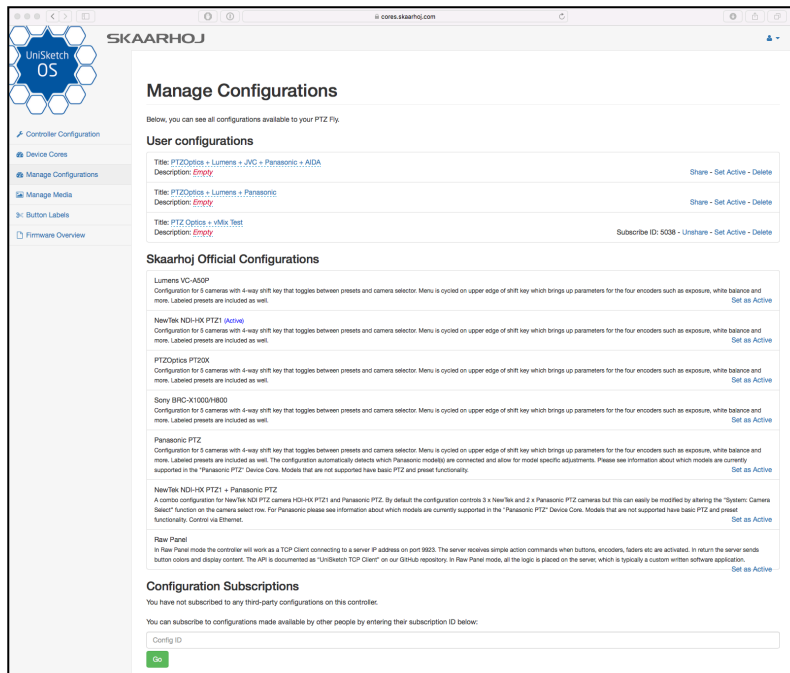 cores.skaarhoj.com
UniSketch
OS
SKAARHOJ
Controller Configuration
Device Cores
Manage Configurations
Manage Media
Button Labels
Firmware Overview
Manage Configurations
Below, you can see all configurations available to your PTZ Fly.
User configurations
Title: PTZOptics + Lumens + JVC + Panasonic + AIDA
Description: Empty
Share - Set Active - Delete
Title: PTZOptics + Lumens + Panasonic
Description: Empty
Share - Set Active - Delete
Title: PTZ Optics + vMix Test
Description: Empty
Subscribe ID: 5038 - Unshare - Set Active - Delete
Skaarhoj Official Configurations
Lumens VC-A50P
Configuration for 5 cameras with 4-way shift key that toggles between presets and camera selector. Menu is cycled on upper edge of shift key which brings up parameters for the four encoders such as exposure, white balance and
more. Labeled presets are included as well.
Set as Active
NewTek NDI-HX PTZ1 (Active)
Configuration for 5 cameras with 4-way shift key that toggles between presets and camera selector. Menu is cycled on upper edge of shift key which brings up parameters for the four encoders such as exposure, white balance and
more. Labeled presets are included as well.
Set as Active
PTZOptics PT20X
Configuration for 5 cameras with 4-way shift key that toggles between presets and camera selector. Menu is cycled on upper edge of shift key which brings up parameters for the four encoders such as exposure, white balance and
more. Labeled presets are included as well.
Set as Active
Sony BRC-X1000/H800
Configuration for 5 cameras with 4-way shift key that toggles between presets and camera selector. Menu is cycled on upper edge of shift key which brings up parameters for the four encoders such as exposure, white balance and
more. Labeled presets are included as well.
Set as Active
Panasonic PTZ
Configuration for 5 cameras with 4-way shift key that toggles between presets and camera selector. Menu is cycled on upper edge of shift key which brings up parameters for the four encoders such as exposure, white balance and
more. Labeled presets are included as well. The configuration automatically detects which Panasonic model(s) are connected and allow for model specific adjustments. Please see information about which models are currently
supported in the "Panasonic PTZ" Device Core. Models that are not supported have basic PTZ and preset functionality.
Set as Active
NewTek NDI-HX PTZ1 + Panasonic PTZ
A combo configuration for NewTek NDI PTZ camera HDI-HX PTZ1 and Panasonic PTZ. By default the configuration controls 3 x NewTek and 2 x Panasonic PTZ cameras but this can easily be modified by altering the "System: Camera
Select" function on the camera select row. For Panasonic please see information about which models are currently supported in the "Panasonic PTZ" Device Core. Models that are not supported have basic PTZ and preset
functionality. Control via Ethernet.
Set as Active
Raw Panel
In Raw Panel mode the controller will work as a TCP Client connecting to a server IP address on port 9923. The server receives simple action commands when buttons, encoders, faders etc are activated. In return the server sends
button colors and display content. The API is documented as "UniSketch TCP Client" on our GitHub repository. In Raw Panel mode, all the logic is placed on the server, which is typically a custom written software application.
Set as Active
Configuration Subscriptions
You have not subscribed to any third-party configurations on this controller.
You can subscribe to configurations made available by other people by entering their subscription ID below:
Config ID
Go